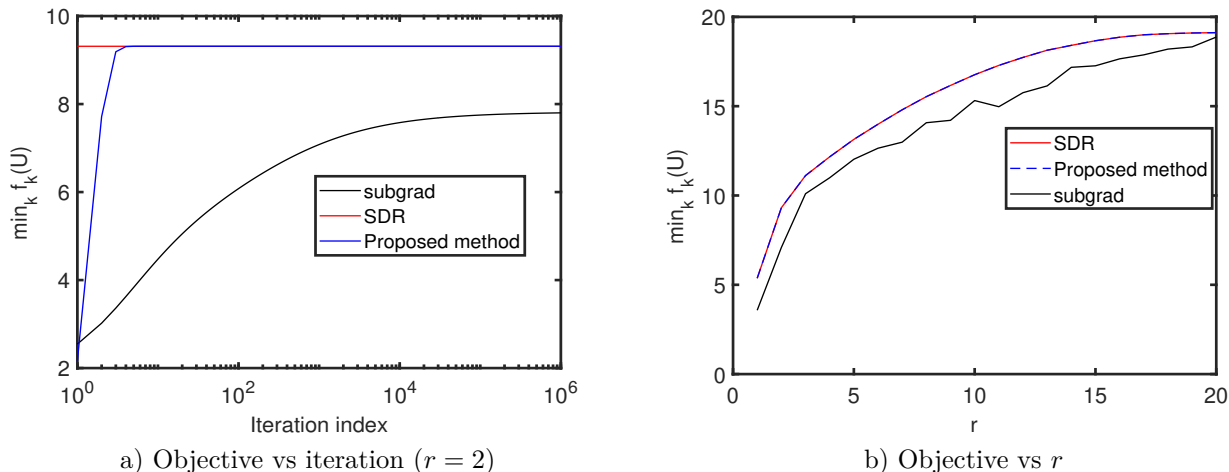 10
8
6
4
2
min_k f_k(U)
subgrad
SDR
Proposed method
10^0
10^2
10^4
10^6
Iteration index
a) Objective vs iteration (r = 2)
20
15
10
5
0
min_k f_k(U)
SDR
Proposed method
subgrad
0
5
10
15
20
r
b) Objective vs r